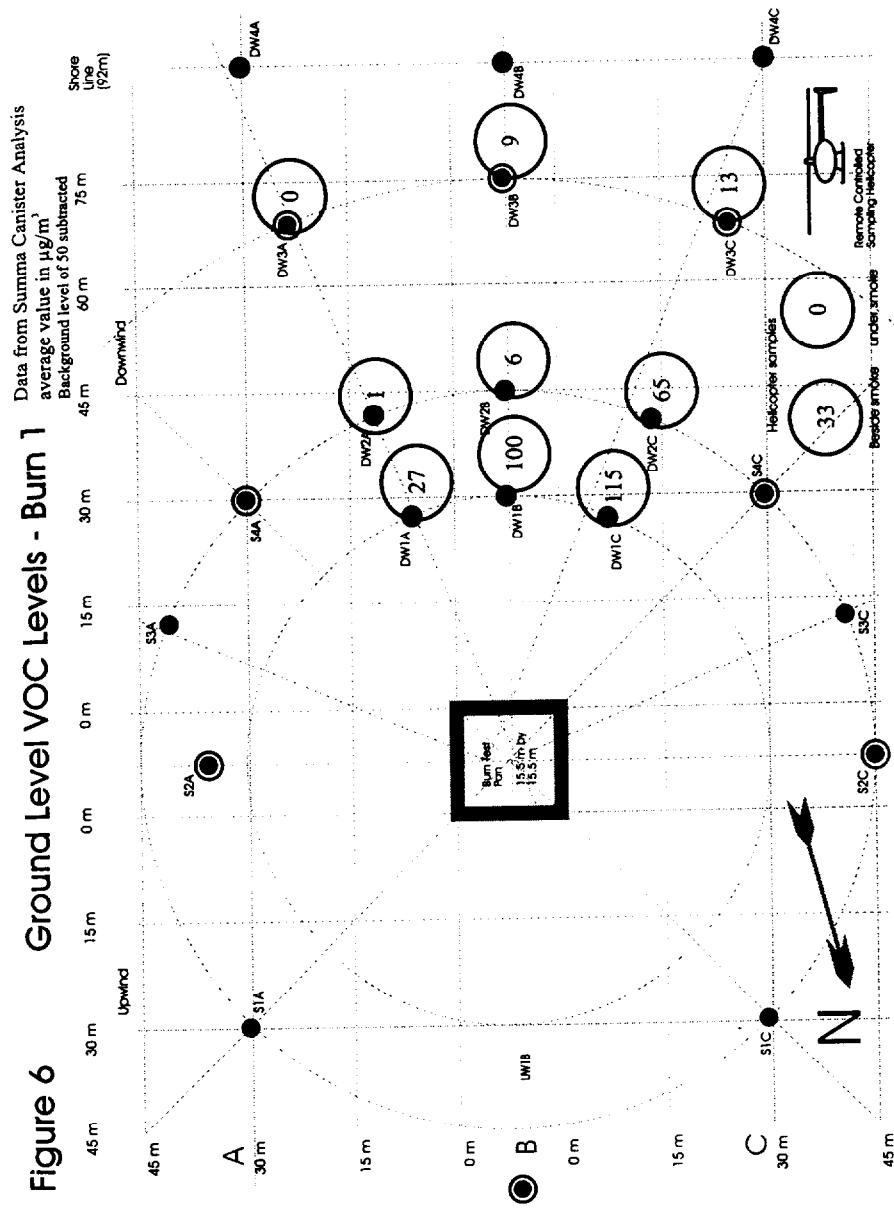 Figure 6
Ground Level VOC Levels - Burn 1
Data from Summa Canister Analysis
average value in µg/m³
Background level of 50 subtracted
Upwind
Downwind
Shore
Line
(92m)
45 m
30 m
15 m
0 m
0 m
15 m
30 m
45 m
60 m
75 m
45 m
A
30 m
15 m
0 m
B
0 m
15 m
C
30 m
45 m
S1A
S2A
S3A
S4A
DW4A
DW3A
0
DW2A
1
DW1A
27
Burn Test
Pan
15.5 m by
15.5 m
UW1B
DW1B
100
DW2B
6
DW3B
9
DW4B
DW1C
115
DW2C
65
DW3C
13
DW4C
S1C
S2C
S3C
S4C
N
Helicopter samples
33
0
Beside smoke
under smoke
Remote Controlled
Sampling Helicopter